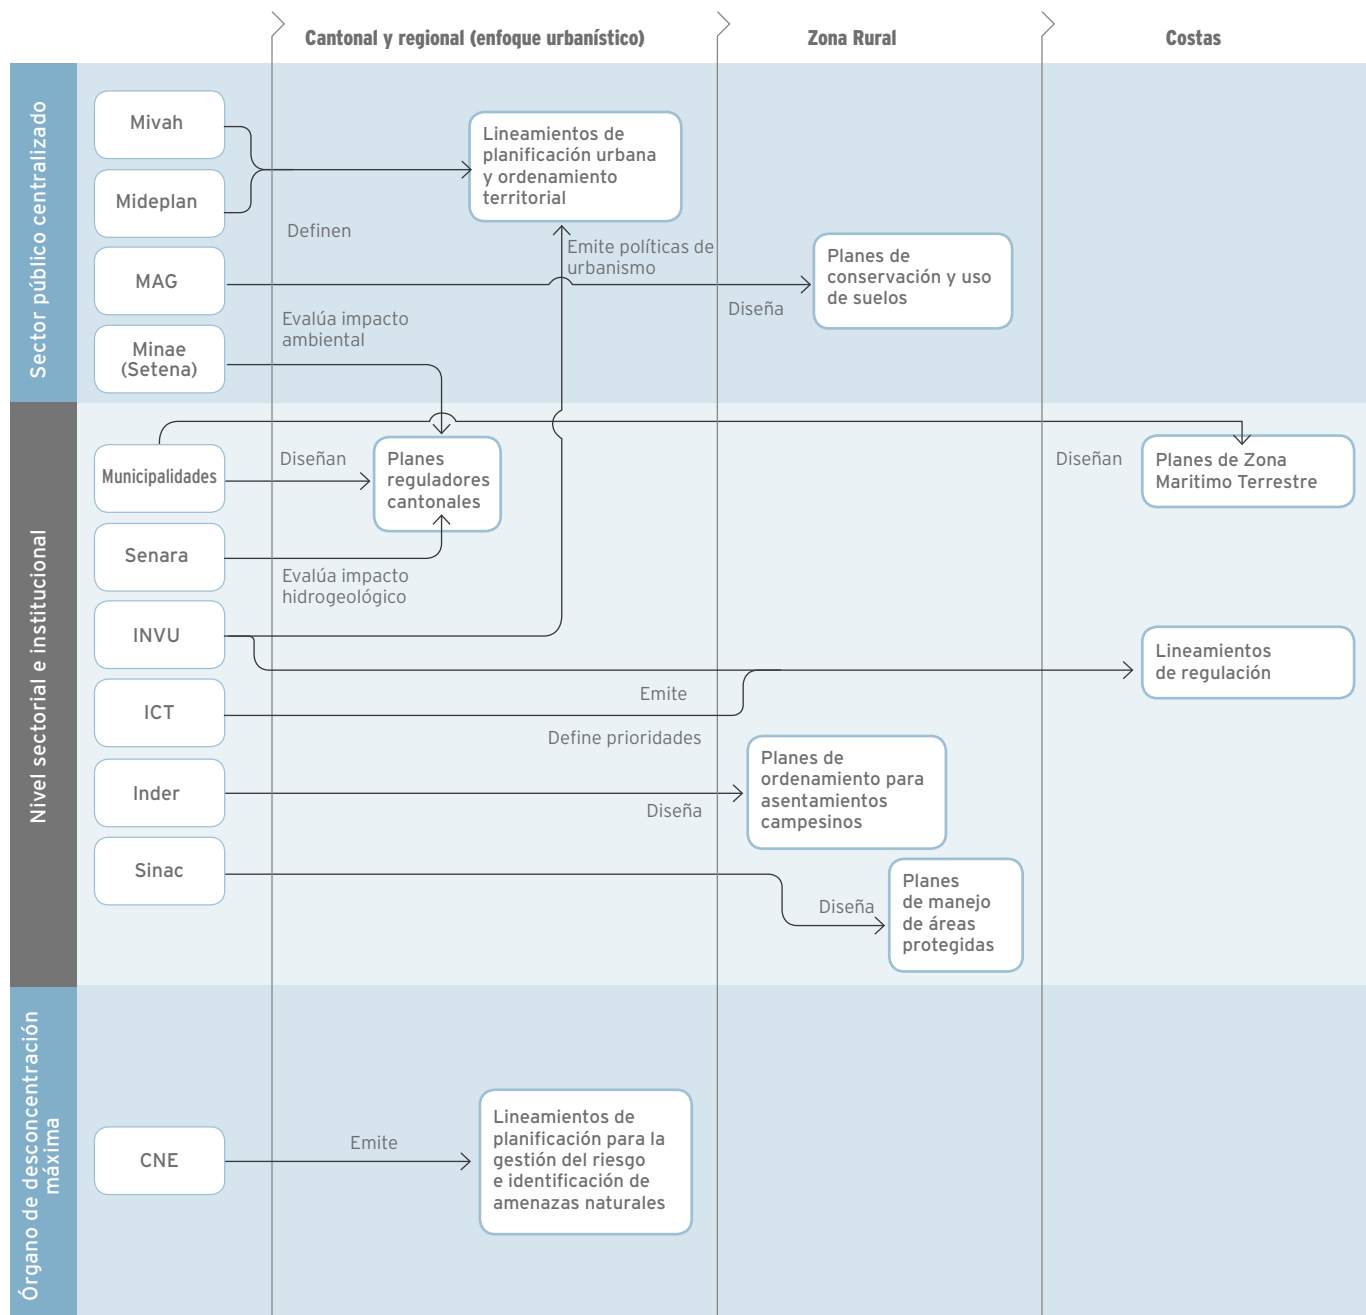 Cantonal y regional (enfoque urbanístico)
Zona Rural
Costas
Sector público centralizado
Mivah
Mideplan
MAG
Minae
(Setena)
Definen
Lineamientos de
planificación urbana
y ordenamiento
territorial
Emite políticas de
urbanismo
Diseña
Planes de
conservación y uso
de suelos
Evalúa impacto
ambiental
Nivel sectorial e institucional
Municipalidades
Senara
INVU
ICT
Inder
Sinac
Diseñan
Planes
reguladores
cantonales
Evalúa impacto
hidrogeológico
Diseñan
Planes de Zona
Maritimo Terrestre
Emite
Lineamientos
de regulación
Define prioridades
Diseña
Planes de
ordenamiento para
asentamientos
campesinos
Diseña
Planes
de manejo
de áreas
protegidas
Órgano de desconcentración
máxima
CNE
Emite
Lineamientos de
planificación para la
gestión del riesgo
e identificación de
amenazas naturales